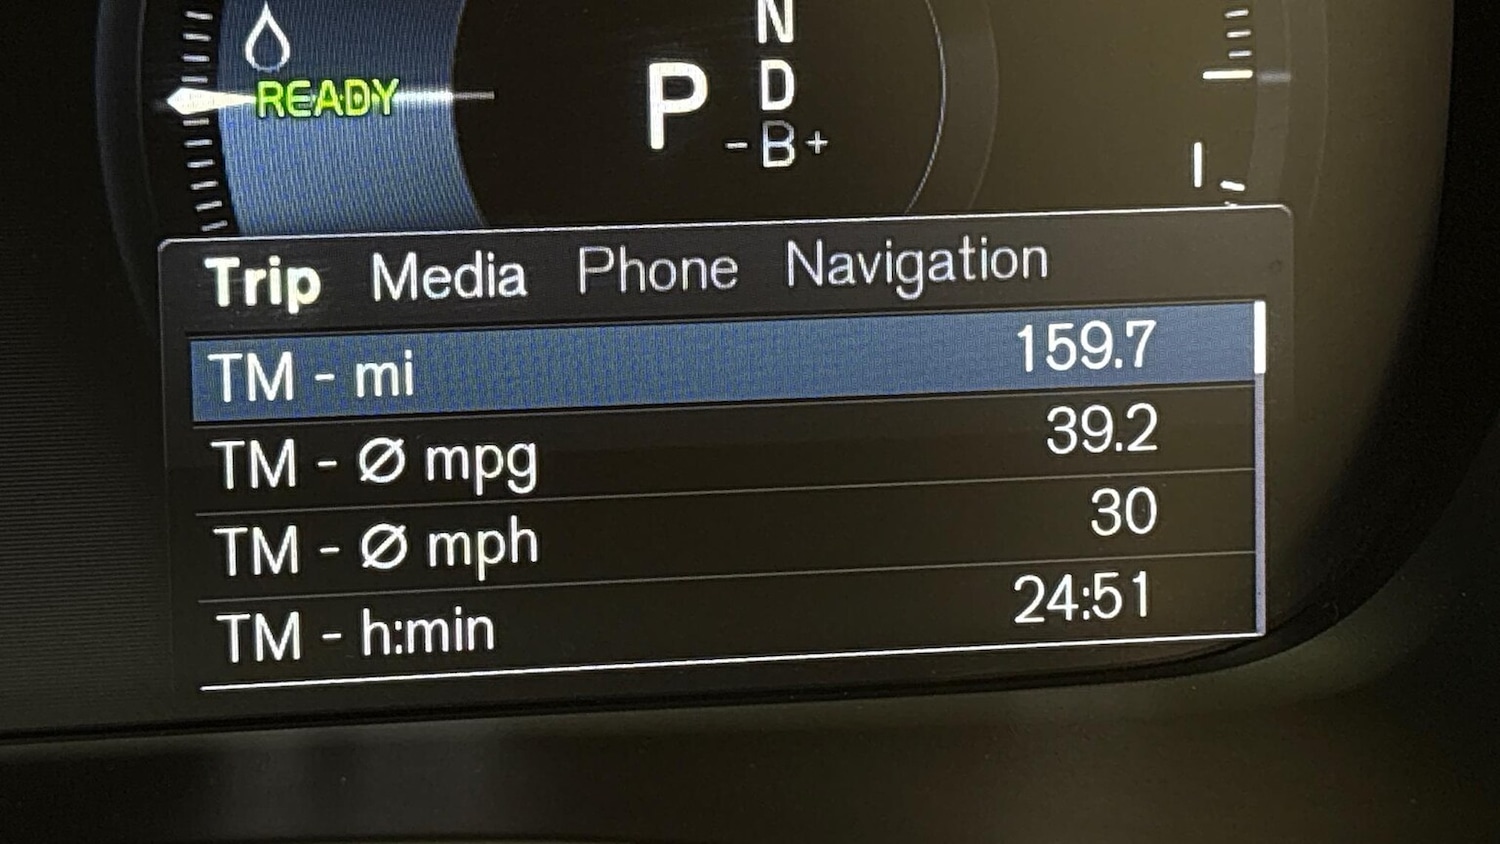 N
READY
P
D
- B +
Trip Media Phone Navigation
TM - mi 159.7
TM - Ø mpg 39.2
TM - Ø mph 30
TM - h:min 24:51